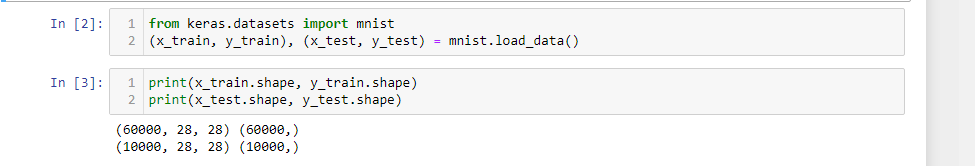 In [2]:
1 from keras.datasets import mnist
2 (x_train, y_train), (x_test, y_test) = mnist.load_data()
In [3]:
1 print(x_train.shape, y_train.shape)
2 print(x_test.shape, y_test.shape)
(60000, 28, 28) (60000,)
(10000, 28, 28) (10000,)